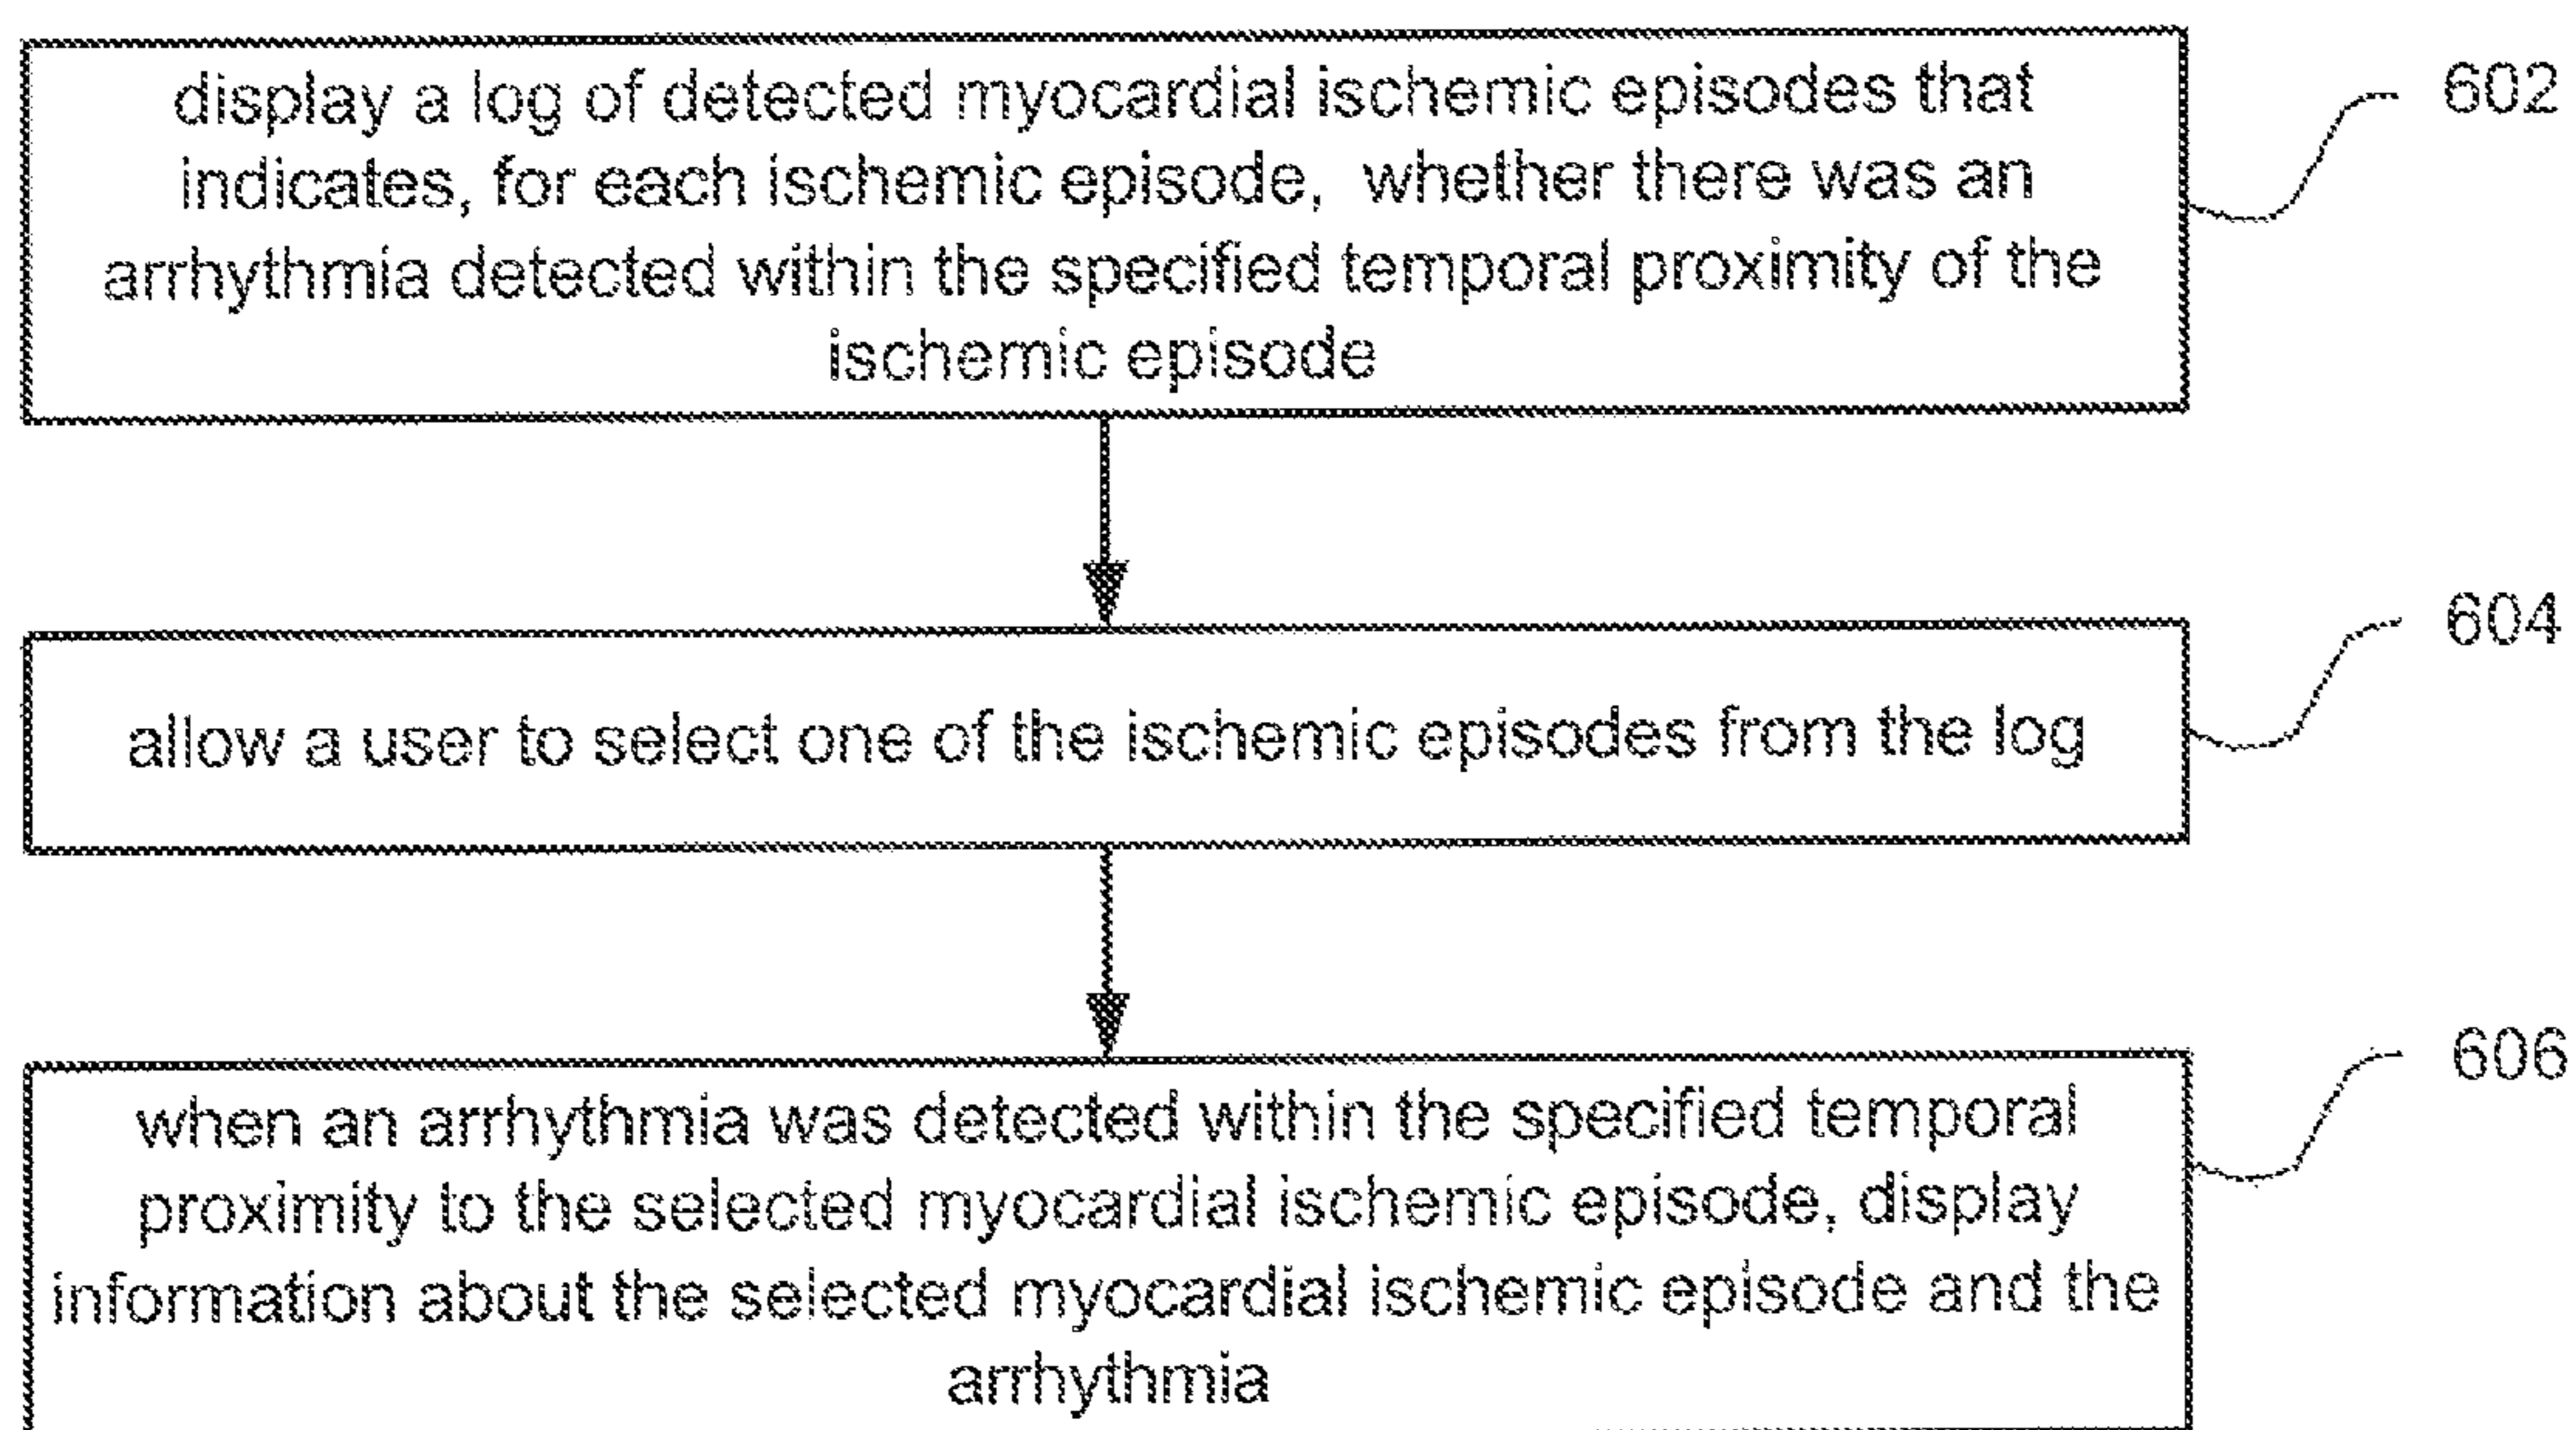 display a log of detected myocardial ischemic episodes that
indicates, for each ischemic episode, whether there was an
arrhythmia detected within the specified temporal proximity of the
ischemic episode
602
allow a user to select one of the ischemic episodes from the log
604
when an arrhythmia was detected within the specified temporal
proximity to the selected myocardial ischemic episode, display
information about the selected myocardial ischemic episode and the
arrhythmia
606